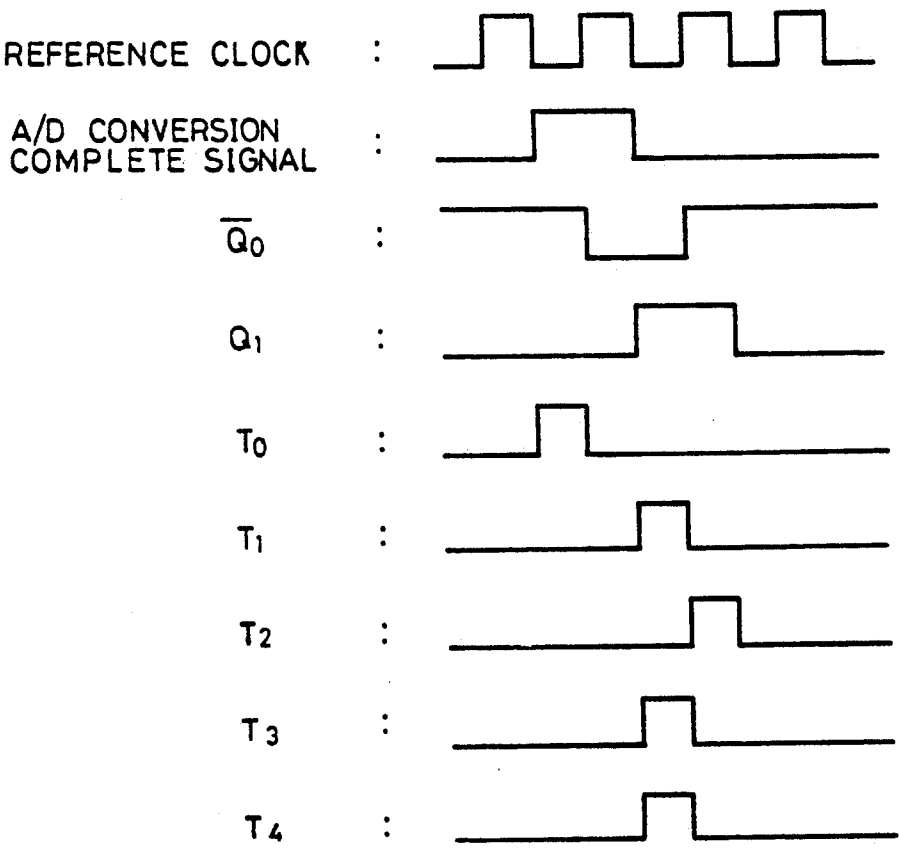 REFERENCE CLOCK :
A/D CONVERSION
COMPLETE SIGNAL :
Q̅0 :
Q1 :
T0 :
T1 :
T2 :
T3 :
T4 :